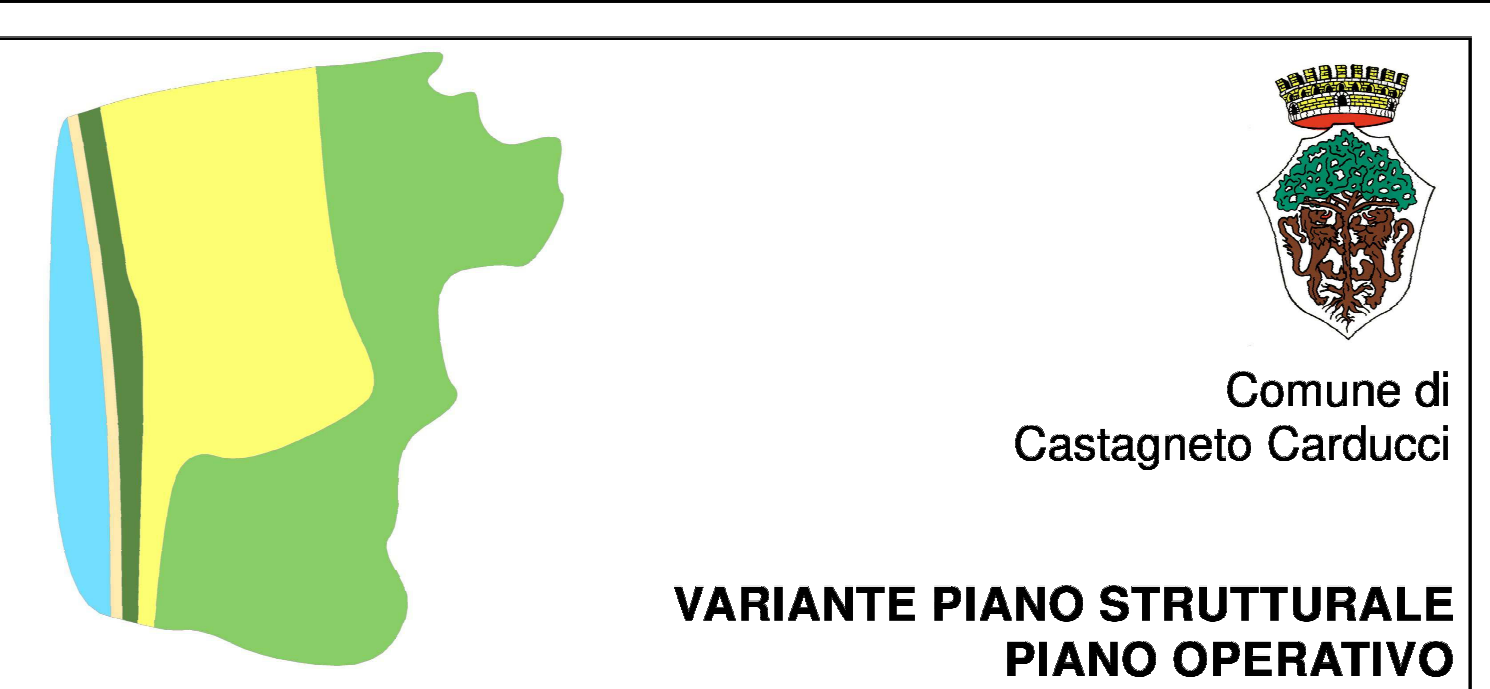 Comune di
Castagneto Carducci
VARIANTE PIANO STRUTTURALE
PIANO OPERATIVO